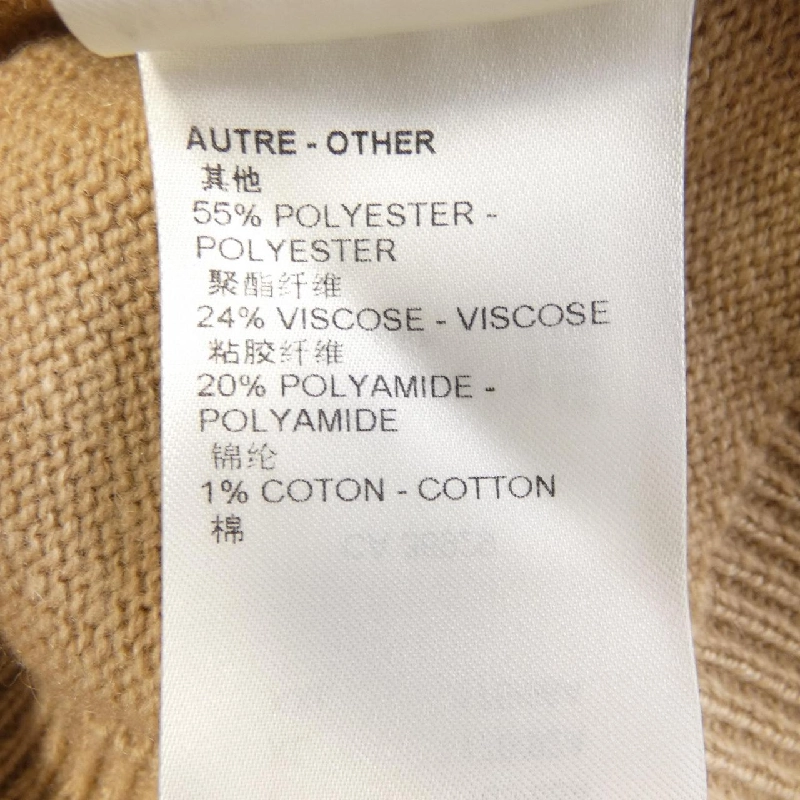 AUTRE - OTHER
其他
55% POLYESTER -
POLYESTER
聚酯纤维
24% VISCOSE - VISCOSE
粘胶纤维
20% POLYAMIDE -
POLYAMIDE
锦纶
1% COTON - COTTON
棉